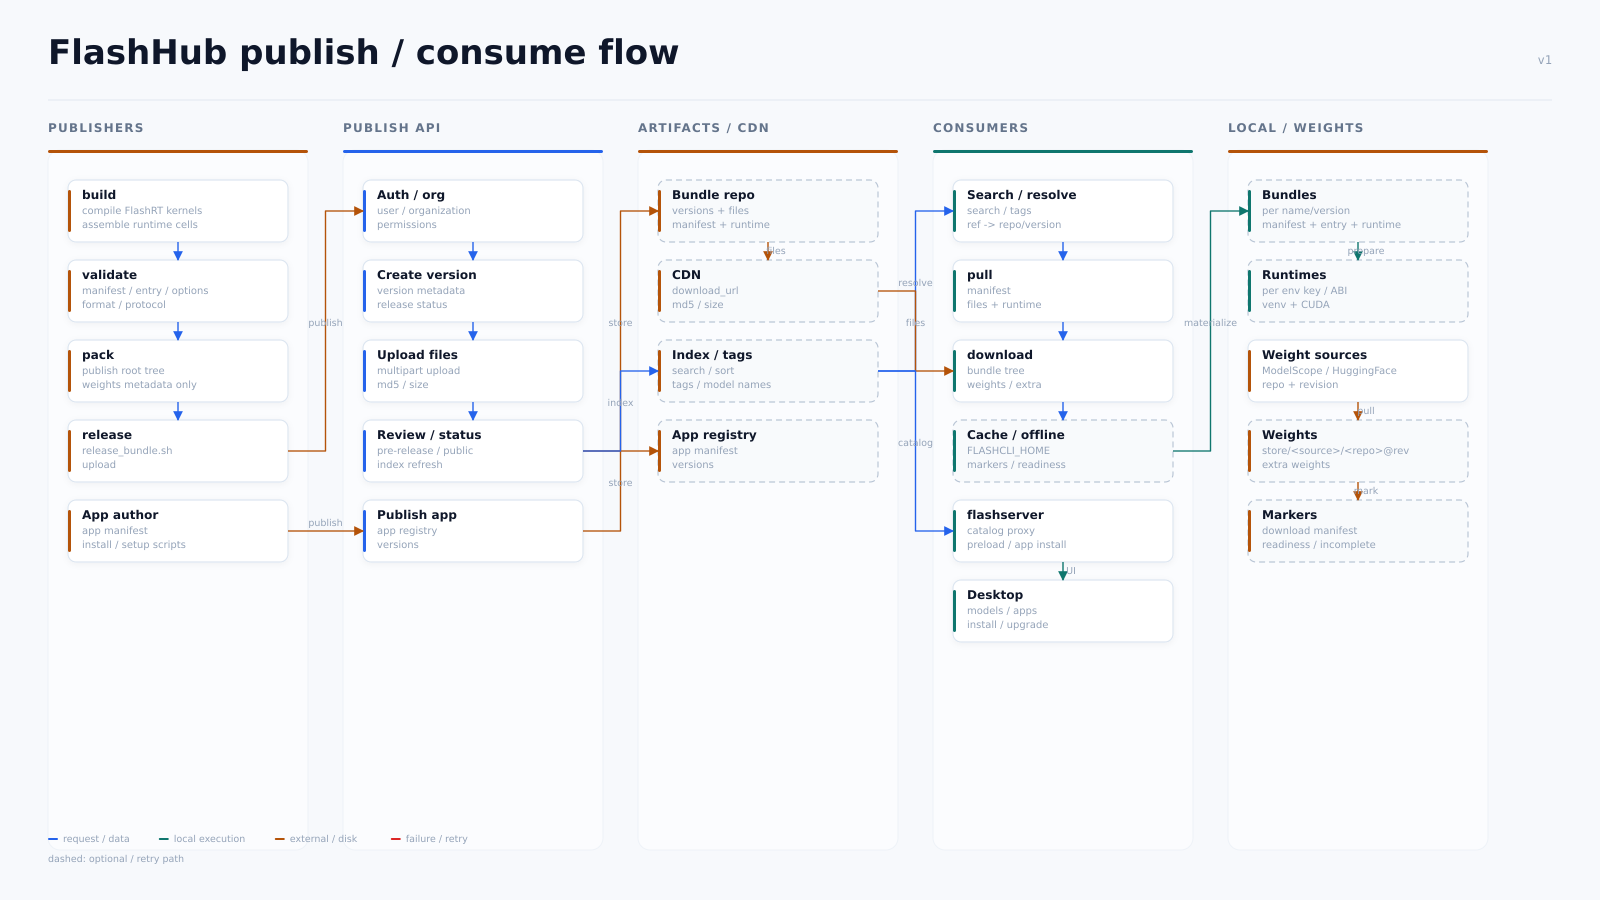 FlashHub publish / consume flow
v1
PUBLISHERS
build
compile FlashRT kernels
assemble runtime cells
validate
manifest / entry / options
format / protocol
pack
publish root tree
weights metadata only
release
release_bundle.sh
upload
App author
app manifest
install / setup scripts
publish
publish
PUBLISH API
Auth / org
user / organization
permissions
Create version
version metadata
release status
Upload files
multipart upload
md5 / size
Review / status
pre-release / public
index refresh
Publish app
app registry
versions
store
index
store
ARTIFACTS / CDN
Bundle repo
versions + files
manifest + runtime
files
CDN
download_url
md5 / size
Index / tags
search / sort
tags / model names
App registry
app manifest
versions
resolve
files
catalog
CONSUMERS
Search / resolve
search / tags
ref -> repo/version
pull
manifest
files + runtime
download
bundle tree
weights / extra
Cache / offline
FLASHCLI_HOME
markers / readiness
flashserver
catalog proxy
preload / app install
UI
Desktop
models / apps
install / upgrade
materialize
LOCAL / WEIGHTS
Bundles
per name/version
manifest + entry + runtime
prepare
Runtimes
per env key / ABI
venv + CUDA
Weight sources
ModelScope / HuggingFace
repo + revision
pull
Weights
store/<source>/<repo>@rev
extra weights
mark
Markers
download manifest
readiness / incomplete
request / data
local execution
external / disk
failure / retry
dashed: optional / retry path